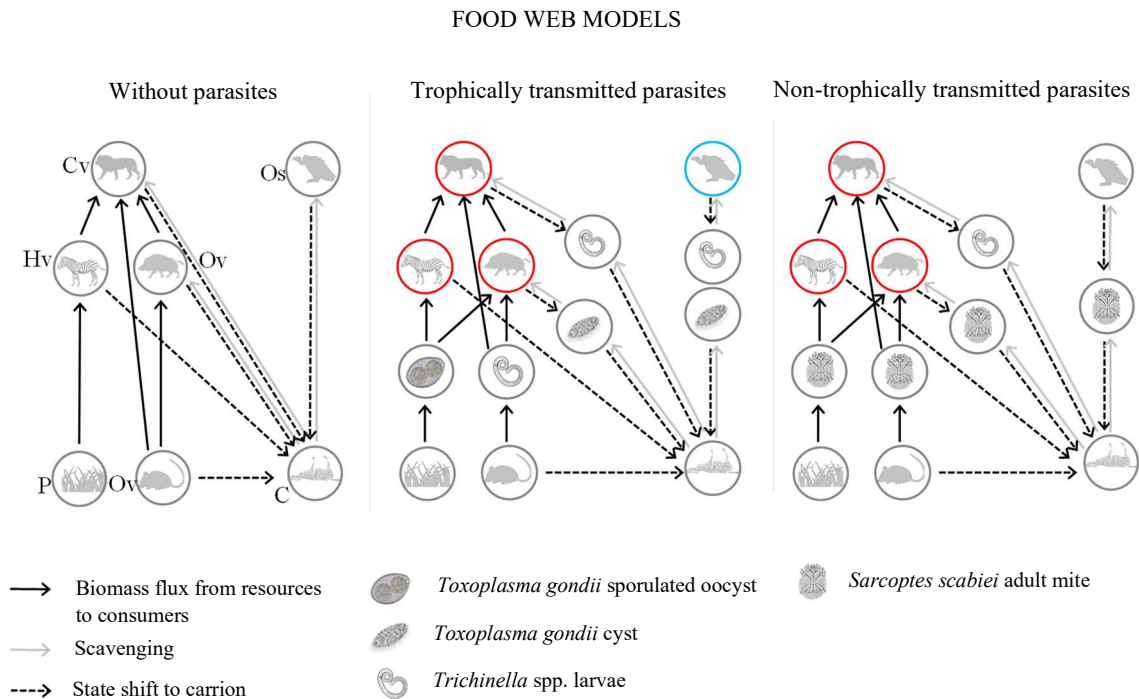 FOOD WEB MODELS
Without parasites
Trophically transmitted parasites
Non-trophically transmitted parasites
Cv
Os
Hv
Ov
P
Ov
C
Biomass flux from resources
to consumers
Scavenging
State shift to carrion
Toxoplasma gondii sporulated oocyst
Toxoplasma gondii cyst
Trichinella spp. larvae
Sarcoptes scabiei adult mite